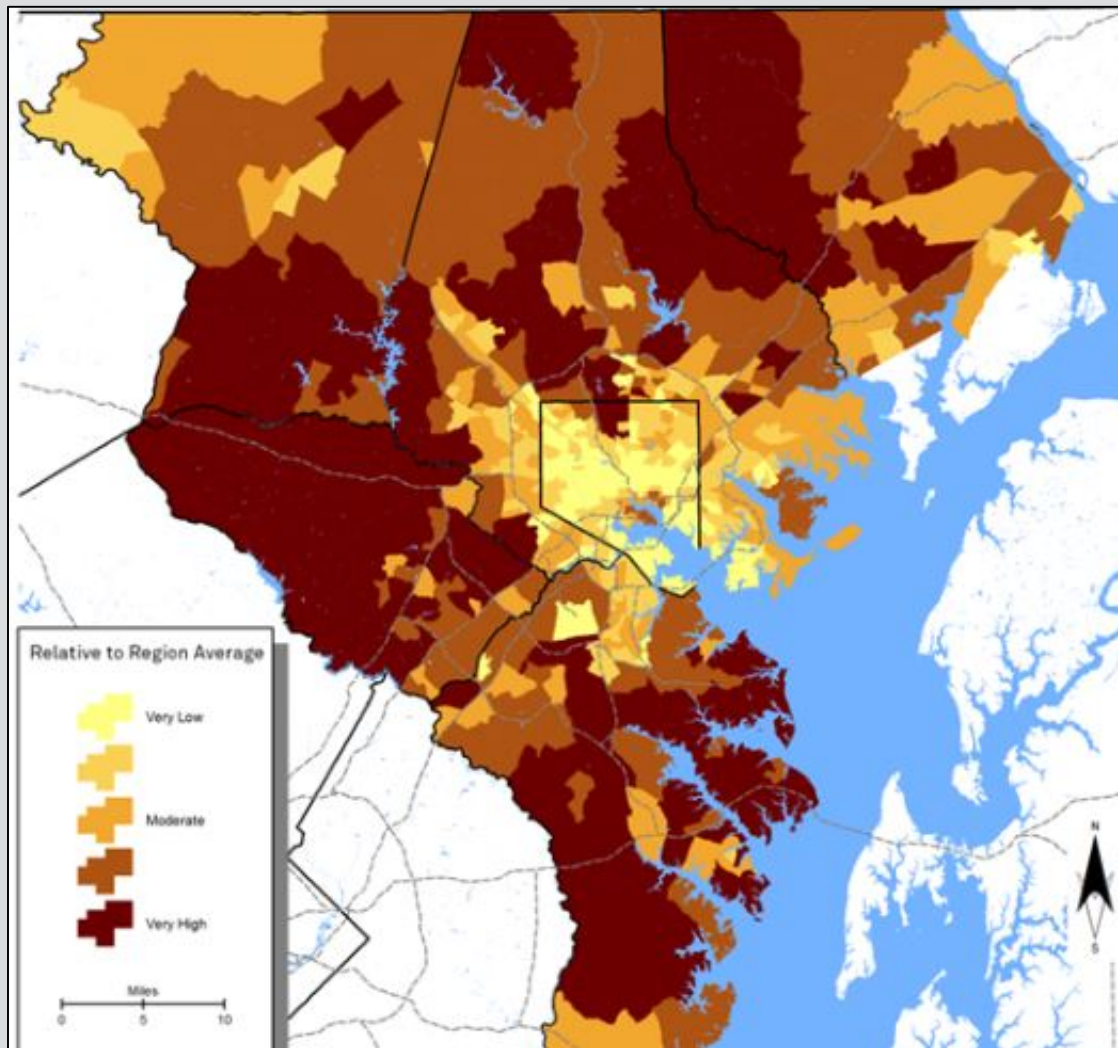 Relative to Region Average
Very Low
Moderate
Very High
Miles
0 5 10
N
S